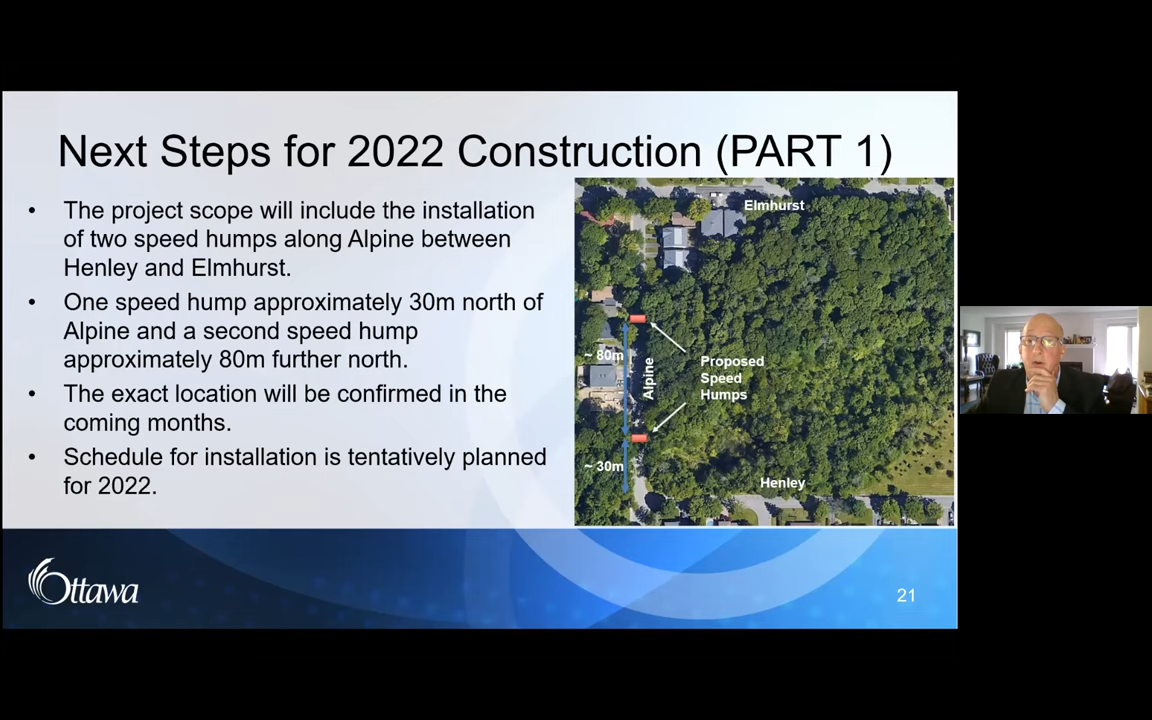 Next Steps for 2022 Construction (PART 1)
• The project scope will include the installation
of two speed humps along Alpine between
Henley and Elmhurst.
• One speed hump approximately 30m north of
Alpine and a second speed hump
approximately 80m further north.
• The exact location will be confirmed in the
coming months.
• Schedule for installation is tentatively planned
for 2022.
Elmhurst
~ 80m
Alpine
Proposed
Speed
Humps
~ 30m
Henley
Ottawa
21